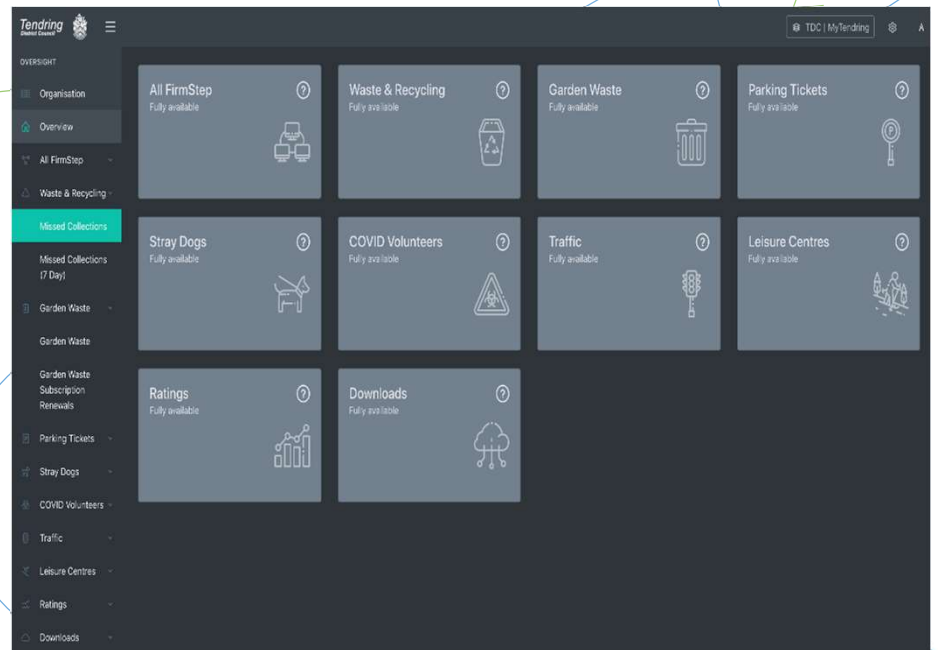 Tendring
District Council
TDC | MyTendring
A
OVERSIGHT
Organisation
Overview
All FirmStep
Waste & Recycling
Missed Collections
Missed Collections
(7 Day)
Garden Waste
Garden Waste
Garden Waste
Subscription
Renewals
Parking Tickets
Stray Dogs
COVID Volunteers
Traffic
Leisure Centres
Ratings
Downloads
All FirmStep
Fully available
Waste & Recycling
Fully available
Garden Waste
Fully available
Parking Tickets
Fully available
P
Stray Dogs
Fully available
COVID Volunteers
Fully available
Traffic
Fully available
Leisure Centres
Fully available
Ratings
Fully available
Downloads
Fully available